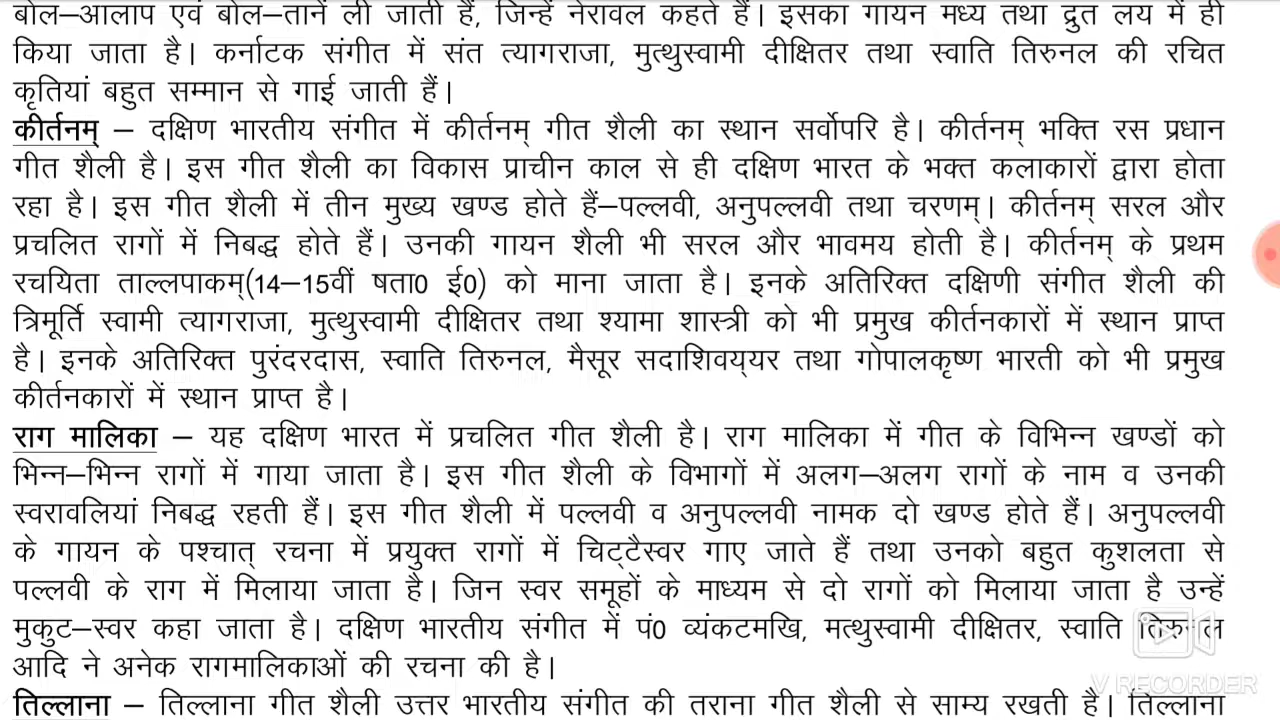 बोल–आलाप एवं बोल–तानें ली जाती हैं, जिन्हें नेरावल कहते हैं। इसका गायन मध्य तथा द्रुत लय में ही
किया जाता है। कर्नाटक संगीत में संत त्यागराजा, मुत्थुस्वामी दीक्षितर तथा स्वाति तिरुनल की रचित
कृतियां बहुत सम्मान से गाई जाती हैं।
कीर्तनम् – दक्षिण भारतीय संगीत में कीर्तनम् गीत शैली का स्थान सर्वोपरि है। कीर्तनम् भक्ति रस प्रधान
गीत शैली है। इस गीत शैली का विकास प्राचीन काल से ही दक्षिण भारत के भक्त कलाकारों द्वारा होता
रहा है। इस गीत शैली में तीन मुख्य खण्ड होते हैं–पल्लवी, अनुपल्लवी तथा चरणम्। कीर्तनम् सरल और
प्रचलित रागों में निबद्ध होते हैं। उनकी गायन शैली भी सरल और भावमय होती है। कीर्तनम् के प्रथम
रचयिता ताल्लपाकम्(14–15वीं षता0 ई0) को माना जाता है। इनके अतिरिक्त दक्षिणी संगीत शैली की
त्रिमूर्ति स्वामी त्यागराजा, मुत्थुस्वामी दीक्षितर तथा श्यामा शास्त्री को भी प्रमुख कीर्तनकारों में स्थान प्राप्त
है। इनके अतिरिक्त पुरंदरदास, स्वाति तिरुनल, मैसूर सदाशिवय्यर तथा गोपालकृष्ण भारती को भी प्रमुख
कीर्तनकारों में स्थान प्राप्त है।
राग मालिका – यह दक्षिण भारत में प्रचलित गीत शैली है। राग मालिका में गीत के विभिन्न खण्डों को
भिन्न–भिन्न रागों में गाया जाता है। इस गीत शैली के विभागों में अलग–अलग रागों के नाम व उनकी
स्वरावलियां निबद्ध रहती हैं। इस गीत शैली में पल्लवी व अनुपल्लवी नामक दो खण्ड होते हैं। अनुपल्लवी
के गायन के पश्चात् रचना में प्रयुक्त रागों में चिट्टैस्वर गाए जाते हैं तथा उनको बहुत कुशलता से
पल्लवी के राग में मिलाया जाता है। जिन स्वर समूहों के माध्यम से दो रागों को मिलाया जाता है उन्हें
मुकुट–स्वर कहा जाता है। दक्षिण भारतीय संगीत में पं0 व्यंकटमखि, मत्थुस्वामी दीक्षितर, स्वाति तिरुनल
आदि ने अनेक रागमालिकाओं की रचना की है।
V RECORDER
तिल्लाना – तिल्लाना गीत शैली उत्तर भारतीय संगीत की तराना गीत शैली से साम्य रखती है। तिल्लाना